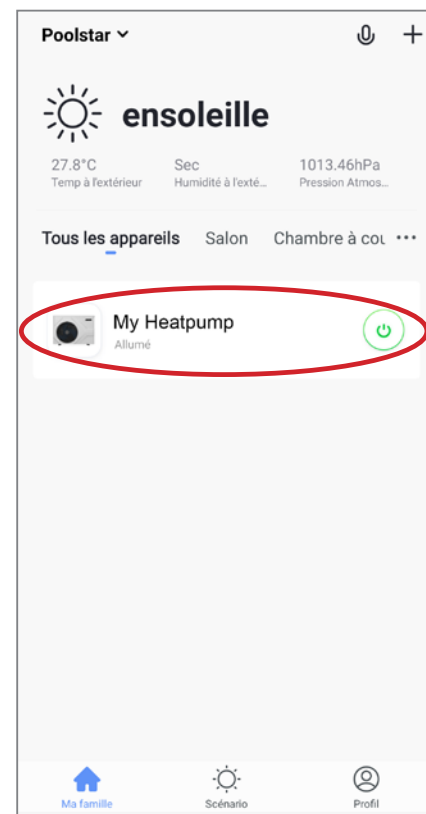 Poolstar
ensoleille
27.8°C Sec 1013.46hPa
Temp à l'extérieur Humidité à l'exté... Pression Atmos...
Tous les appareils Salon Chambre à cou ...
My Heatpump
Allumé
Ma famille Scénario Profil